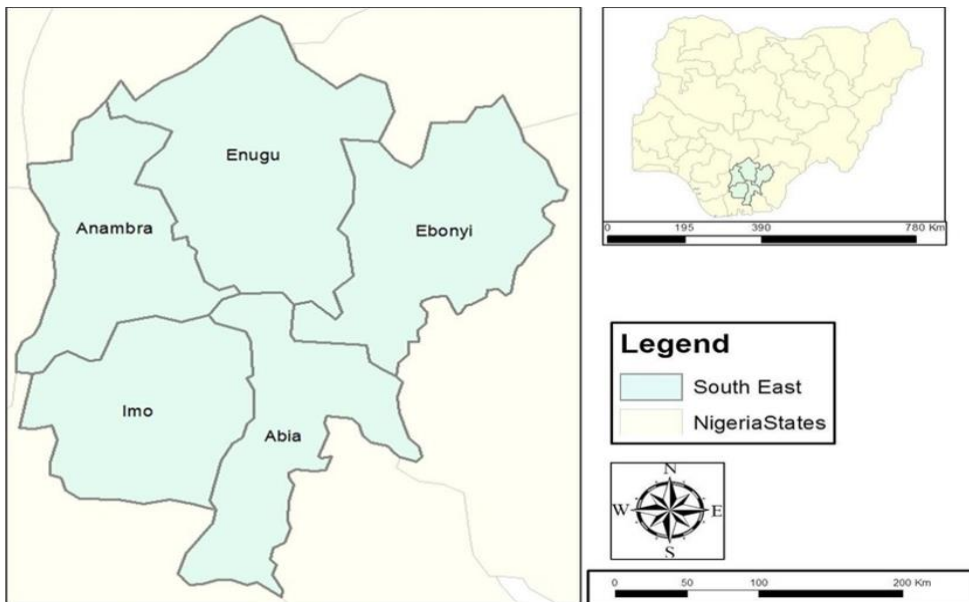 Enugu
Anambra
Ebonyi
Imo
Abia
0 195 390 780 Km
Legend
South East
NigeriaStates
N
W E
S
0 50 100 200 Km